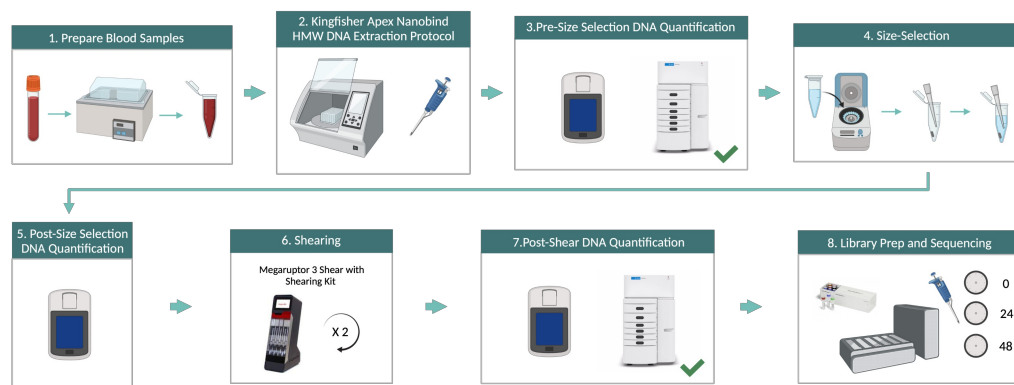 1. Prepare Blood Samples
2. Kingfisher Apex Nanobind
HMW DNA Extraction Protocol
3.Pre-Size Selection DNA Quantification
4. Size-Selection
5. Post-Size Selection
DNA Quantification
6. Shearing
Megaruptor 3 Shear with
Shearing Kit
X 2
7.Post-Shear DNA Quantification
8. Library Prep and Sequencing
0
24
48